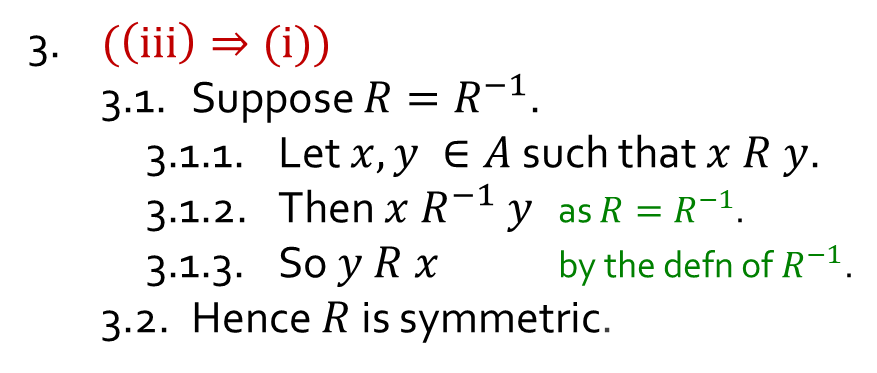 3. ((iii) ⇒ (i))
3.1. Suppose R = R⁻¹.
3.1.1. Let x, y ∈ A such that x R y.
3.1.2. Then x R⁻¹ y as R = R⁻¹.
3.1.3. So y R x by the defn of R⁻¹.
3.2. Hence R is symmetric.